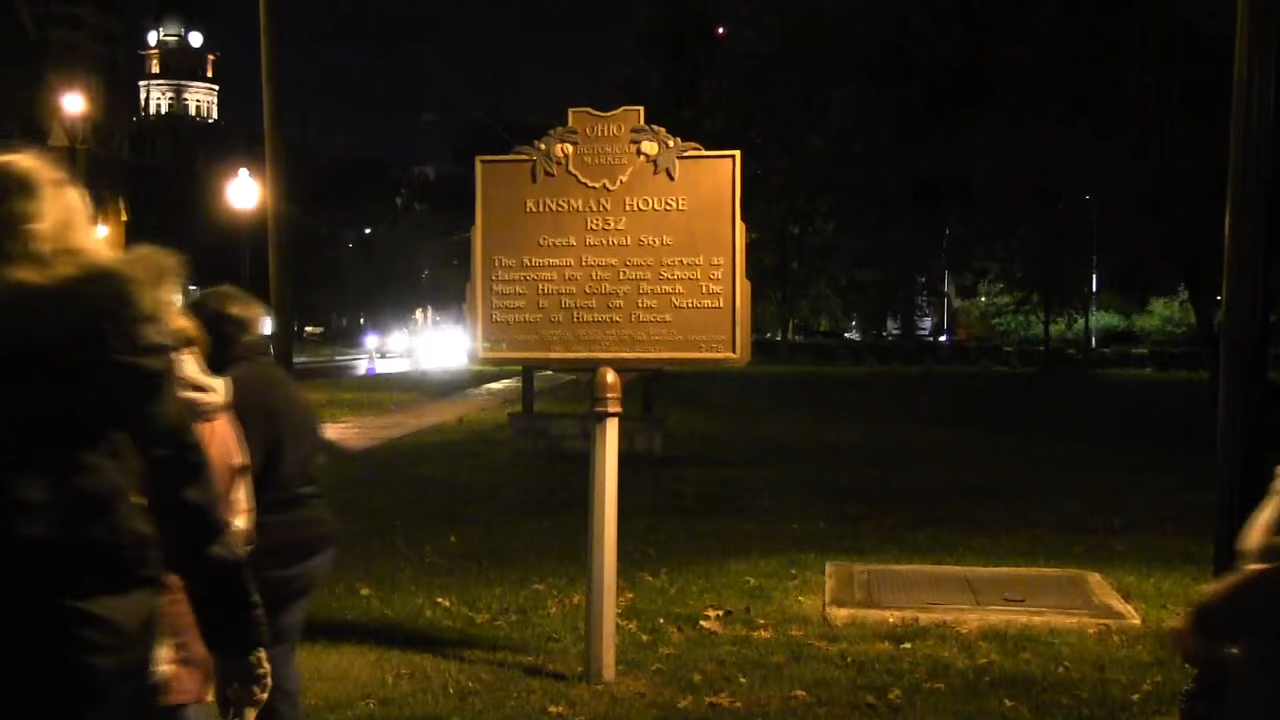 OHIO
HISTORICAL
MARKER
KINSMAN HOUSE
1832
Greek Revival Style
The Kinsman House once served as
classrooms for the Dana School of
Music, Hiram College Branch. The
house is listed on the National
Register of Historic Places.